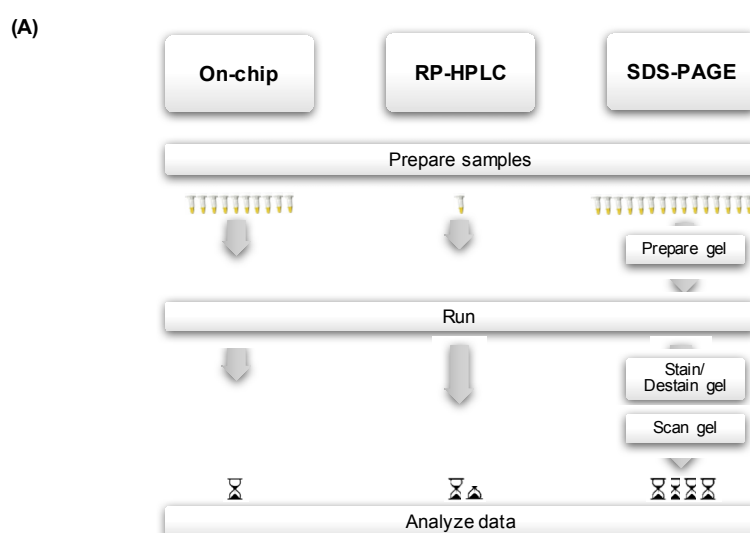 (A)
On-chip
RP-HPLC
SDS-PAGE
Prepare samples
Prepare gel
Run
Stain/
Destain gel
Scan gel
Analyze data